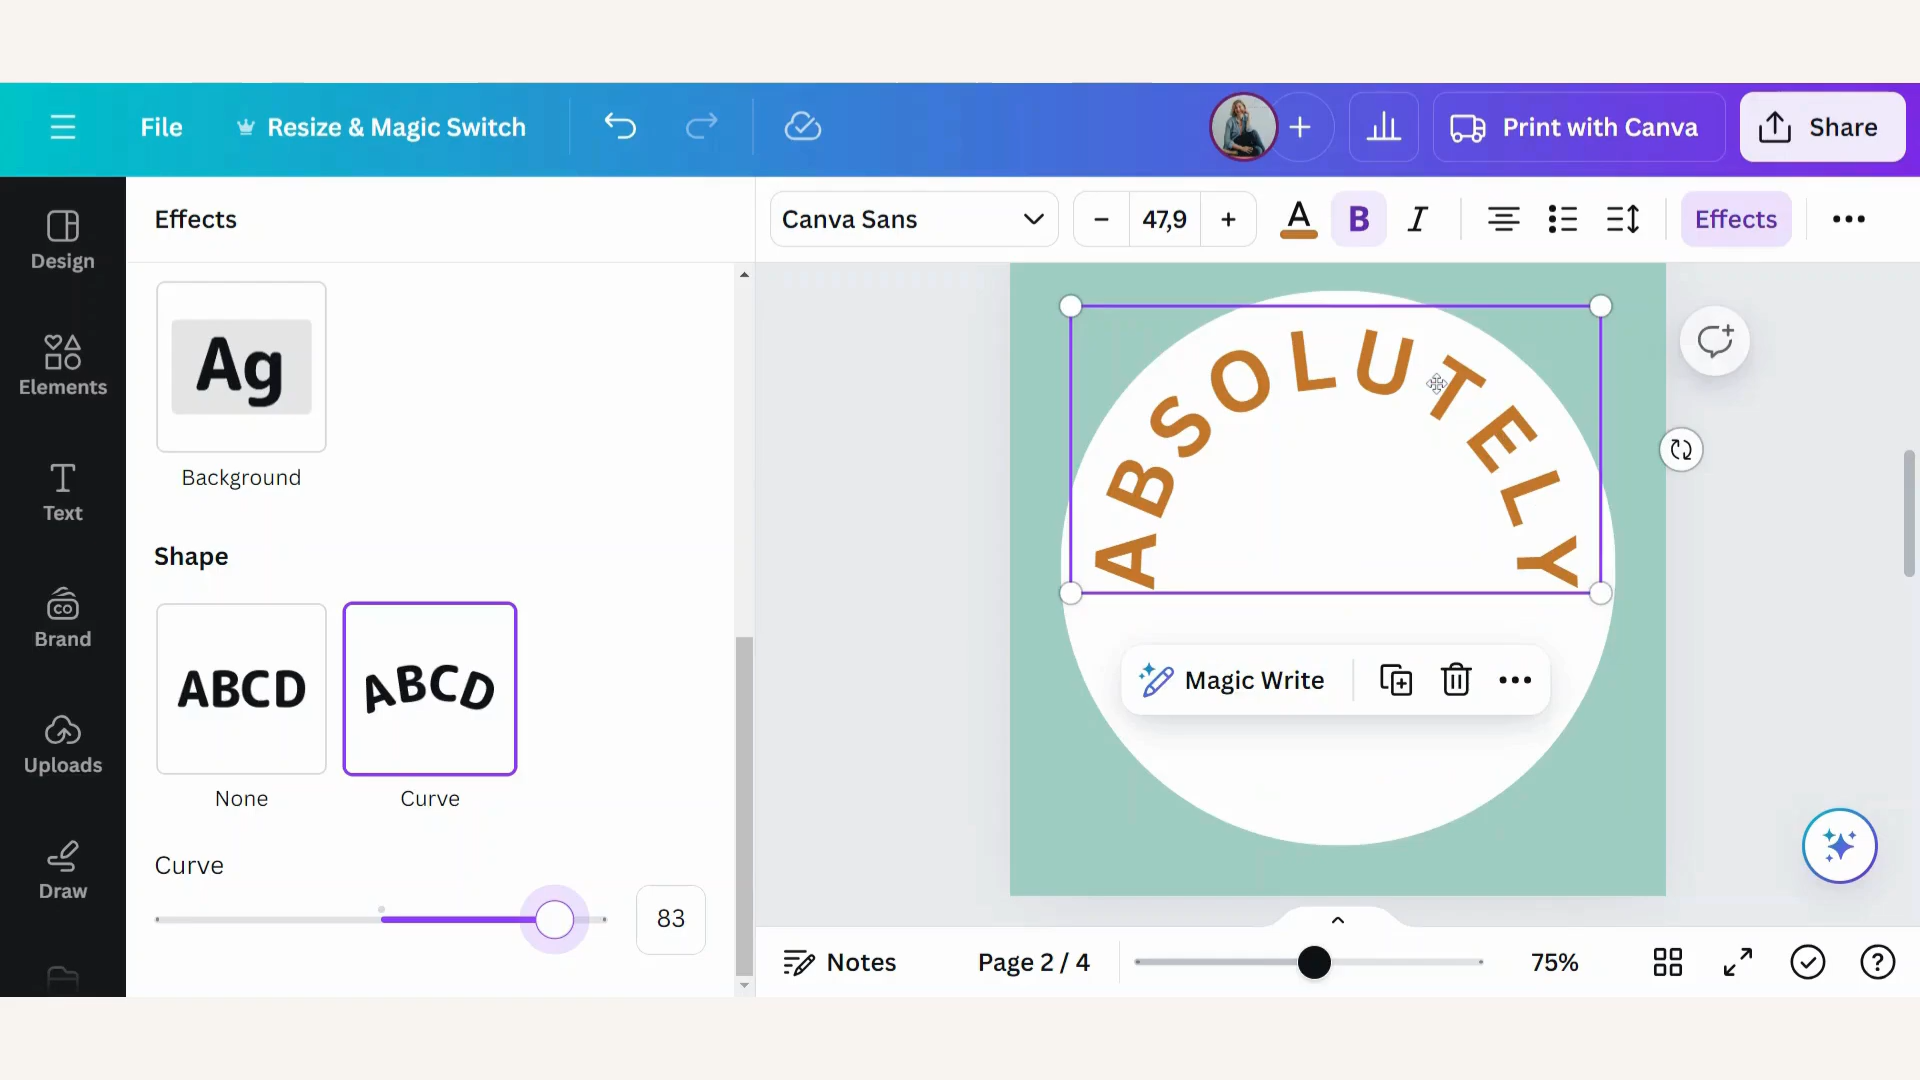 File
Resize & Magic Switch
Print with Canva
Share
Design
Elements
Text
Brand
CO
Uploads
Draw
Effects
Ag
Background
Shape
ABCD
None
ABCD
Curve
Curve
83
Canva Sans
47,9
A
B
I
Effects
ABSOLUTELY
Magic Write
Notes
Page 2 / 4
75%